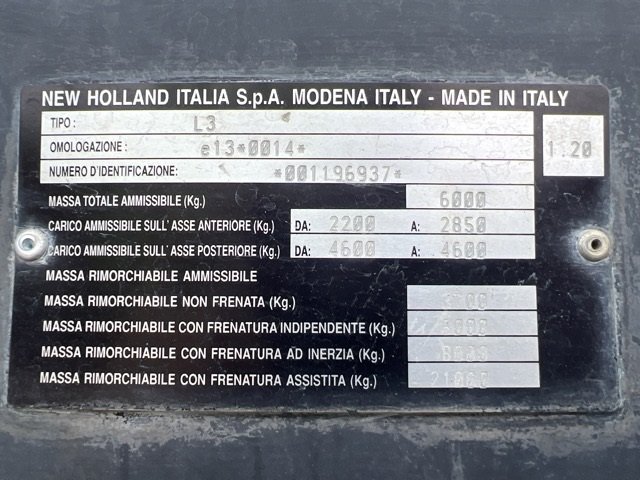 NEW HOLLAND ITALIA S.p.A. MODENA ITALY - MADE IN ITALY
TIPO: L3
OMOLOGAZIONE: e13*0014* 1.20
NUMERO D'IDENTIFICAZIONE: *001196937*
MASSA TOTALE AMMISSIBILE (Kg.) 6000
CARICO AMMISSIBILE SULL' ASSE ANTERIORE (Kg.) DA: 2200 A: 2850
CARICO AMMISSIBILE SULL' ASSE POSTERIORE (Kg.) DA: 4600 A: 4600
MASSA RIMORCHIABILE AMMISSIBILE
MASSA RIMORCHIABILE NON FRENATA (Kg.)
MASSA RIMORCHIABILE CON FRENATURA INDIPENDENTE (Kg.)
MASSA RIMORCHIABILE CON FRENATURA AD INERZIA (Kg.)
MASSA RIMORCHIABILE CON FRENATURA ASSISTITA (Kg.)